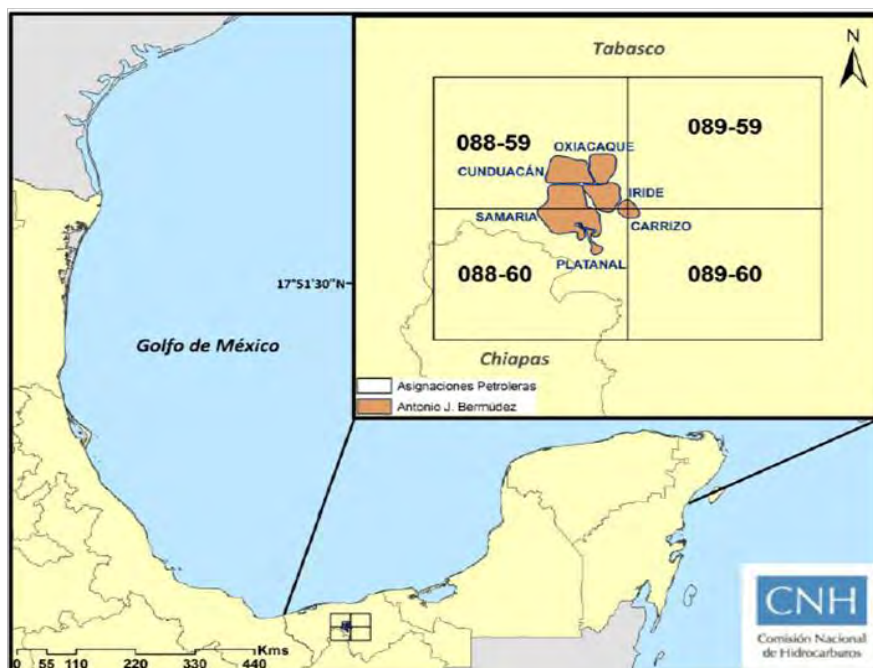 Tabasco
N
088-59
089-59
OXIACAQUE
CUNDUACÁN
IRIDE
SAMARIA
CARRIZO
PLATANAL
088-60
089-60
17°51'30"N
Golfo de México
Chiapas
Asignaciones Petroleras
Antonio J. Bermúdez
Kms
0 55 110 220 330 440
CNH
Comisión Nacional
de Hidrocarburos